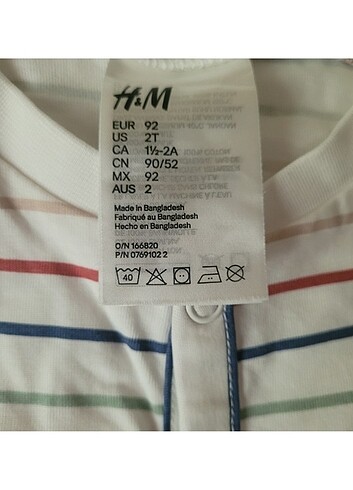 H&M
EUR 92
US 2T
CA 1½-2A
CN 90/52
MX 92
AUS 2
Made in Bangladesh
Fabriqué au Bangladesh
Hecho en Bangladesh
O/N 166820
P/N 0769102 2
40